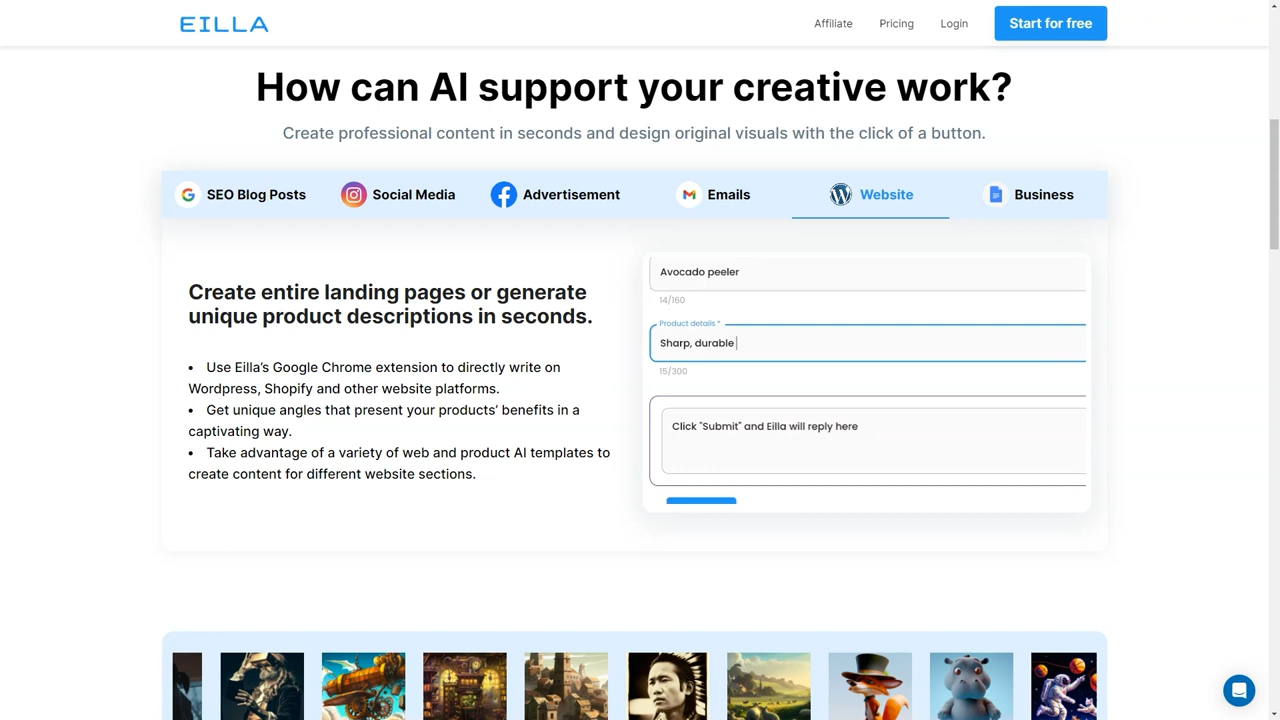 EILLA
Affiliate
Pricing
Login
Start for free
How can AI support your creative work?
Create professional content in seconds and design original visuals with the click of a button.
SEO Blog Posts
Social Media
Advertisement
Emails
Website
Business
Create entire landing pages or generate
unique product descriptions in seconds.
• Use Eilla's Google Chrome extension to directly write on
Wordpress, Shopify and other website platforms.
• Get unique angles that present your products' benefits in a
captivating way.
• Take advantage of a variety of web and product AI templates to
create content for different website sections.
Avocado peeler
14/160
Product details *
Sharp, durable
15/300
Click "Submit" and Eilla will reply here